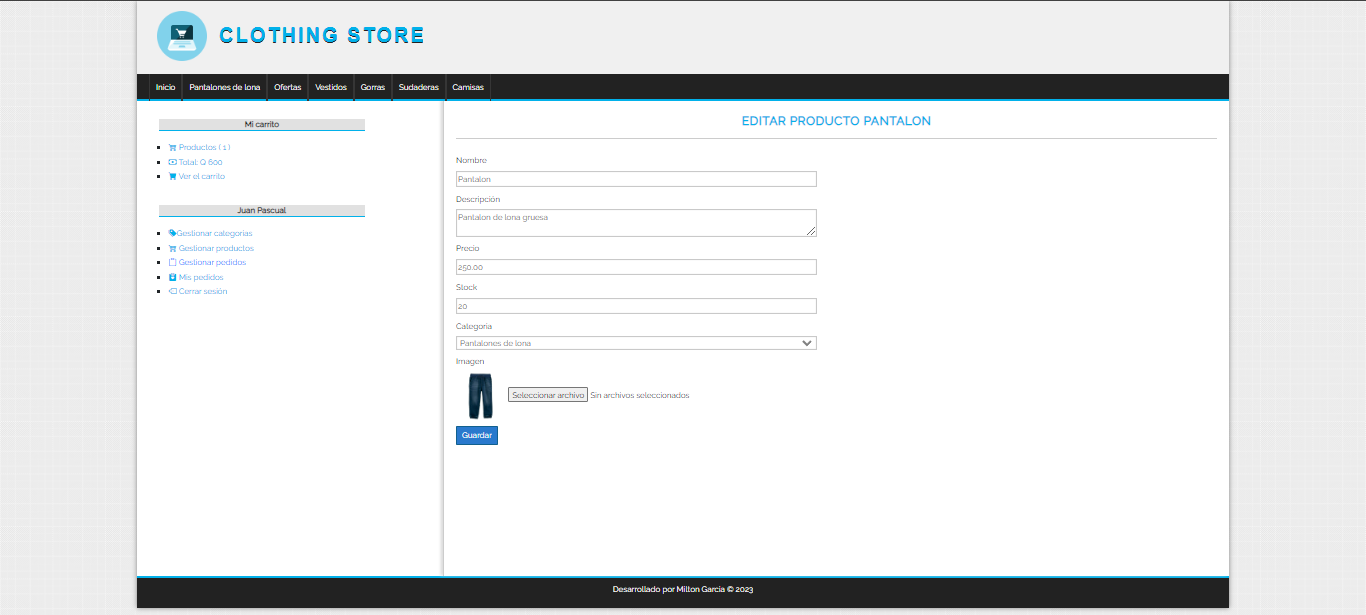 CLOTHING STORE
Inicio Pantalones de lona Ofertas Vestidos Gorras Sudaderas Camisas
Mi carrito
Productos ( 1 )
Total: Q 600
Ver el carrito
Juan Pascual
Gestionar categorias
Gestionar productos
Gestionar pedidos
Mis pedidos
Cerrar sesión
EDITAR PRODUCTO PANTALON
Nombre
Pantalon
Descripción
Pantalon de lona gruesa
Precio
250.00
Stock
20
Categoria
Pantalones de lona
Imagen
Seleccionar archivo Sin archivos seleccionados
Guardar
Desarrollado por Milton Garcia © 2023